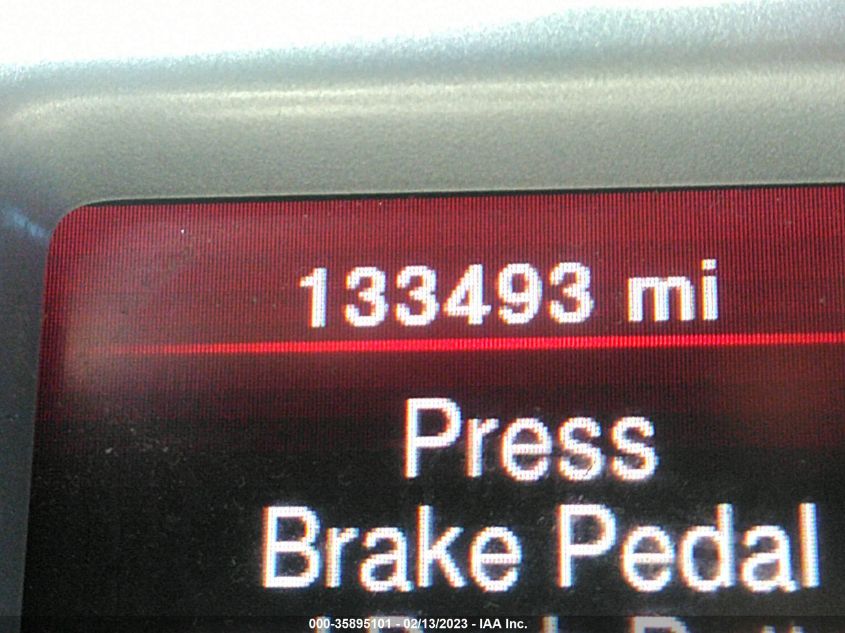 133493 mi
Press
Brake Pedal
000-35895101 - 02/13/2023 - IAA Inc.